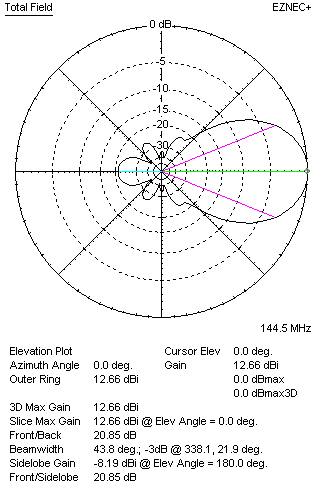 Total Field EZNEC+
0 dB
-5
-10
-15
-20
-30
144.5 MHz
Elevation Plot Cursor Elev 0.0 deg.
Azimuth Angle 0.0 deg. Gain 12.66 dBi
Outer Ring 12.66 dBi 0.0 dBmax
0.0 dBmax3D
3D Max Gain 12.66 dBi
Slice Max Gain 12.66 dBi @ Elev Angle = 0.0 deg.
Front/Back 20.85 dB
Beamwidth 43.8 deg.; -3dB @ 338.1, 21.9 deg.
Sidelobe Gain -8.19 dBi @ Elev Angle = 180.0 deg.
Front/Sidelobe 20.85 dB